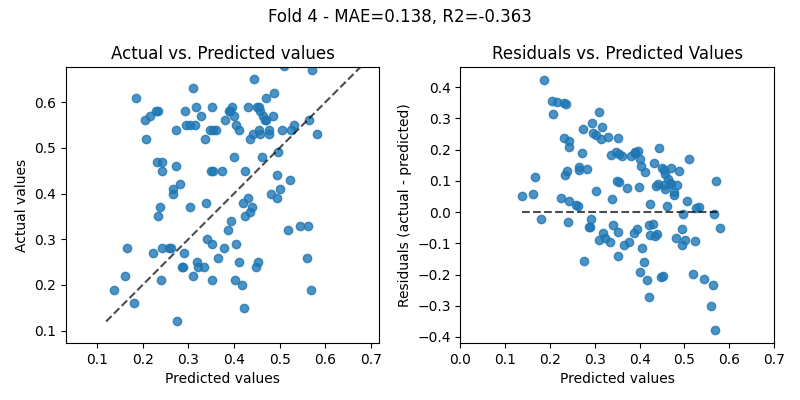 Fold 4 - MAE=0.138, R2=-0.363
Actual vs. Predicted values
Actual values
0.6
0.5
0.4
0.3
0.2
0.1
0.1 0.2 0.3 0.4 0.5 0.6 0.7
Predicted values
Residuals vs. Predicted Values
Residuals (actual - predicted)
0.4
0.3
0.2
0.1
0.0
−0.1
−0.2
−0.3
−0.4
0.0 0.1 0.2 0.3 0.4 0.5 0.6 0.7
Predicted values